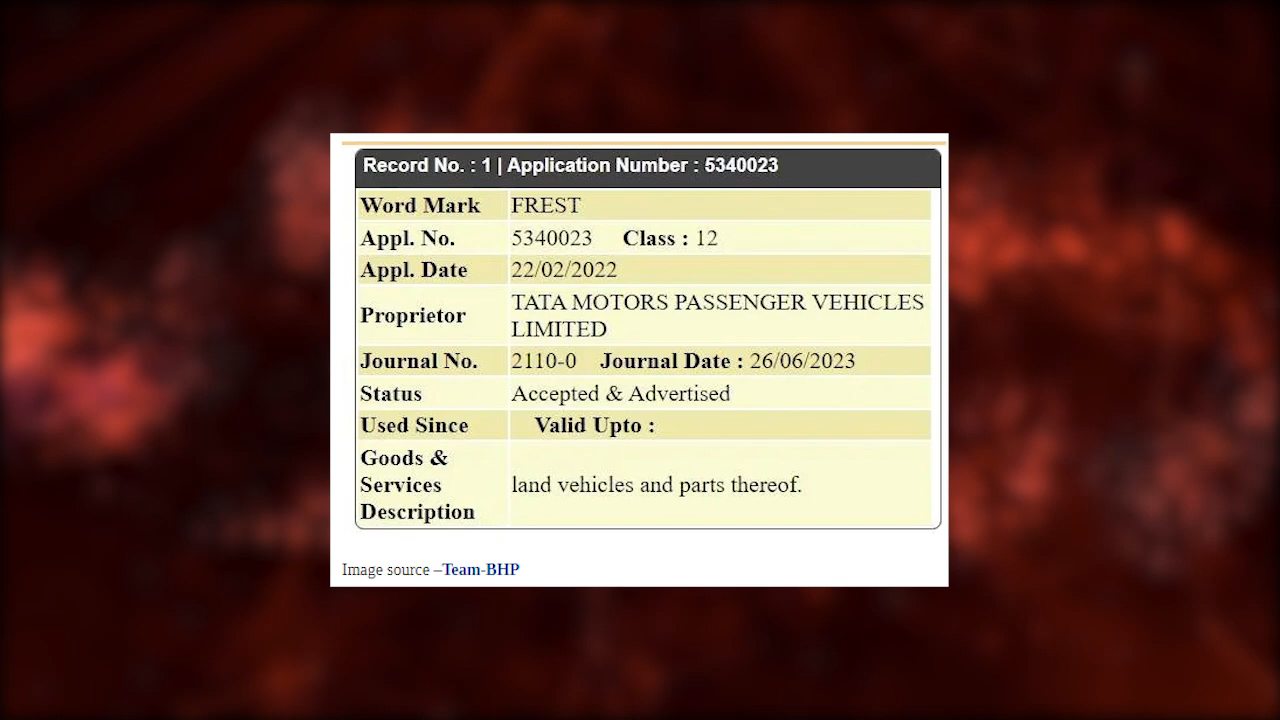 Record No. : 1 | Application Number : 5340023
Word Mark FREST
Appl. No. 5340023 Class : 12
Appl. Date 22/02/2022
Proprietor TATA MOTORS PASSENGER VEHICLES LIMITED
Journal No. 2110-0 Journal Date : 26/06/2023
Status Accepted & Advertised
Used Since Valid Upto :
Goods & Services Description land vehicles and parts thereof.
Image source –Team-BHP